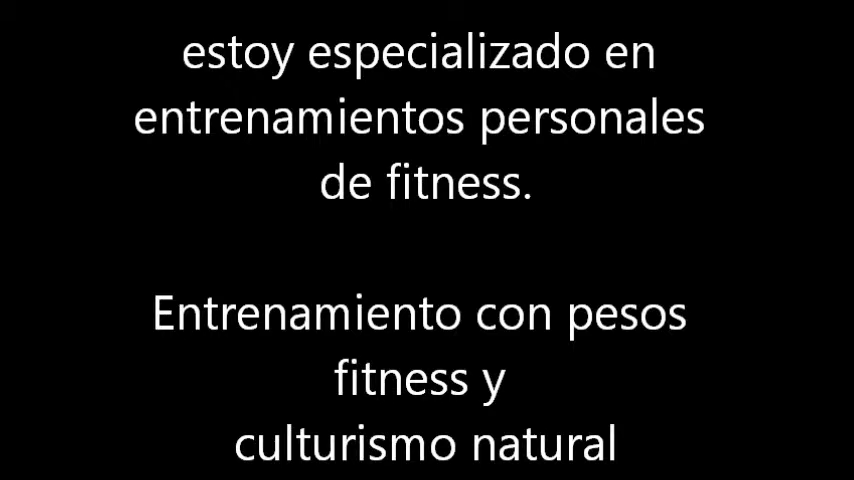 estoy especializado en
entrenamientos personales
de fitness.
Entrenamiento con pesos
fitness y
culturismo natural